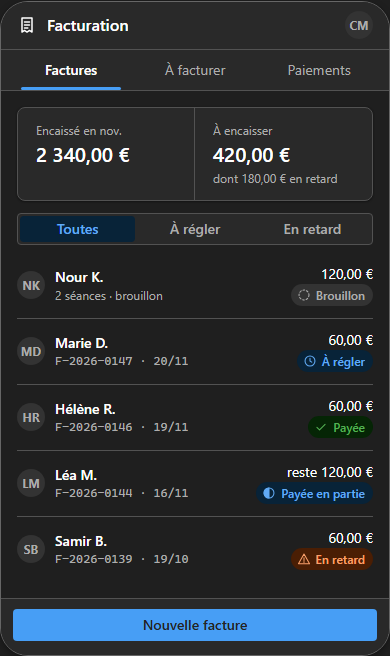 Facturation
CM
Factures
À facturer
Paiements
Encaissé en nov.
2 340,00 €
À encaisser
420,00 €
dont 180,00 € en retard
Toutes
À régler
En retard
NK
Nour K.
120,00 €
2 séances · brouillon
Brouillon
MD
Marie D.
60,00 €
F-2026-0147 · 20/11
À régler
HR
Hélène R.
60,00 €
F-2026-0146 · 19/11
Payée
LM
Léa M.
reste 120,00 €
F-2026-0144 · 16/11
Payée en partie
SB
Samir B.
60,00 €
F-2026-0139 · 19/10
En retard
Nouvelle facture